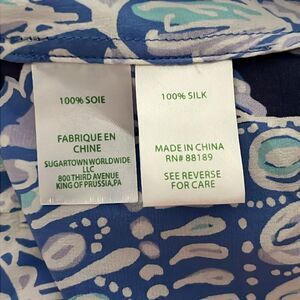 100% SOIE
FABRIQUE EN
CHINE
SUGARTOWN WORLDWIDE
LLC
800 THIRD AVENUE
KING OF PRUSSIA,PA
100% SILK
MADE IN CHINA
RN# 88189
SEE REVERSE
FOR CARE